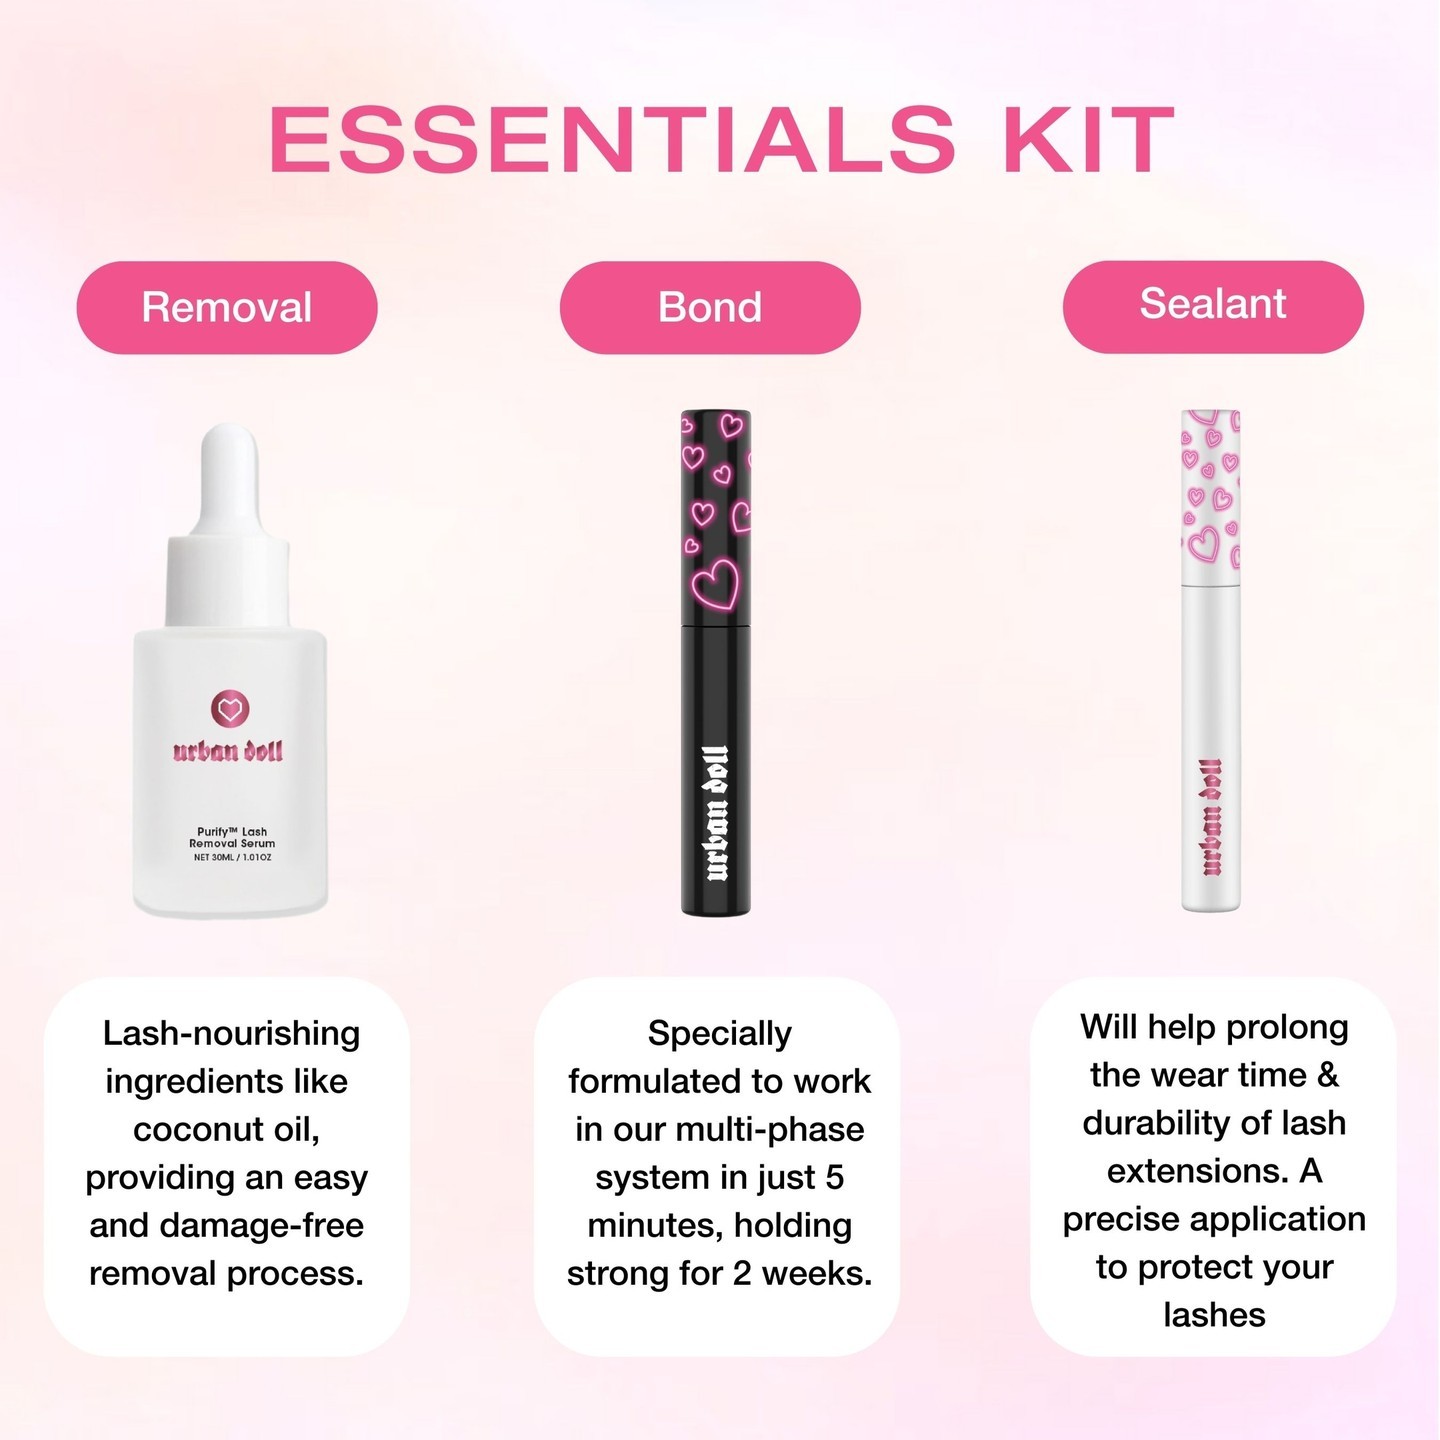 ESSENTIALS KIT
Removal
Bond
Sealant
urban doll
Purify™ Lash
Removal Serum
NET 30ML / 1.01OZ
urban doll
urban doll
Lash-nourishing
ingredients like
coconut oil,
providing an easy
and damage-free
removal process.
Specially
formulated to work
in our multi-phase
system in just 5
minutes, holding
strong for 2 weeks.
Will help prolong
the wear time &
durability of lash
extensions. A
precise application
to protect your
lashes